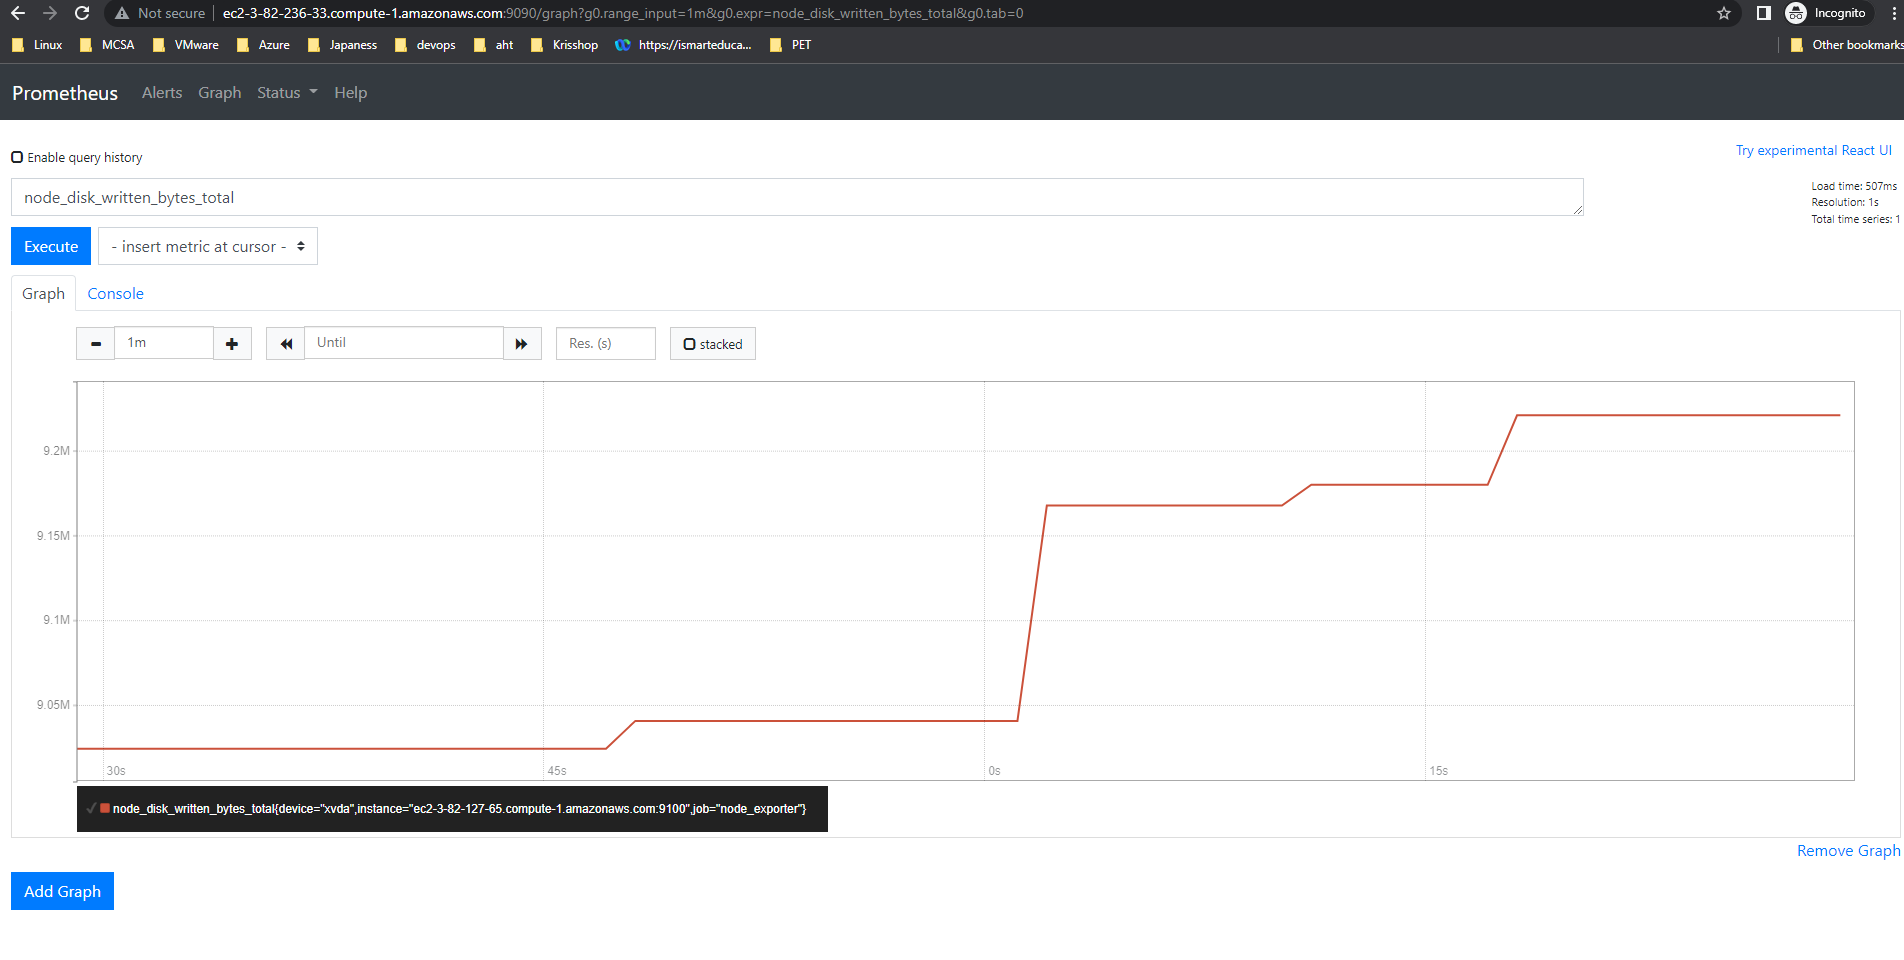 Not secure ec2-3-82-236-33.compute-1.amazonaws.com:9090/graph?g0.range_input=1m&g0.expr=node_disk_written_bytes_total&g0.tab=0 Incognito
Linux MCSA VMware Azure Japaness devops aht Krisshop https://ismarteduca... PET Other bookmarks
Prometheus Alerts Graph Status Help
Enable query history
Try experimental React UI
node_disk_written_bytes_total
Load time: 507ms
Resolution: 1s
Total time series: 1
Execute - insert metric at cursor -
Graph Console
1m Until Res. (s) stacked
9.2M
9.15M
9.1M
9.05M
30s 45s 0s 15s
node_disk_written_bytes_total{device="xvda",instance="ec2-3-82-127-65.compute-1.amazonaws.com:9100",job="node_exporter"}
Remove Graph
Add Graph